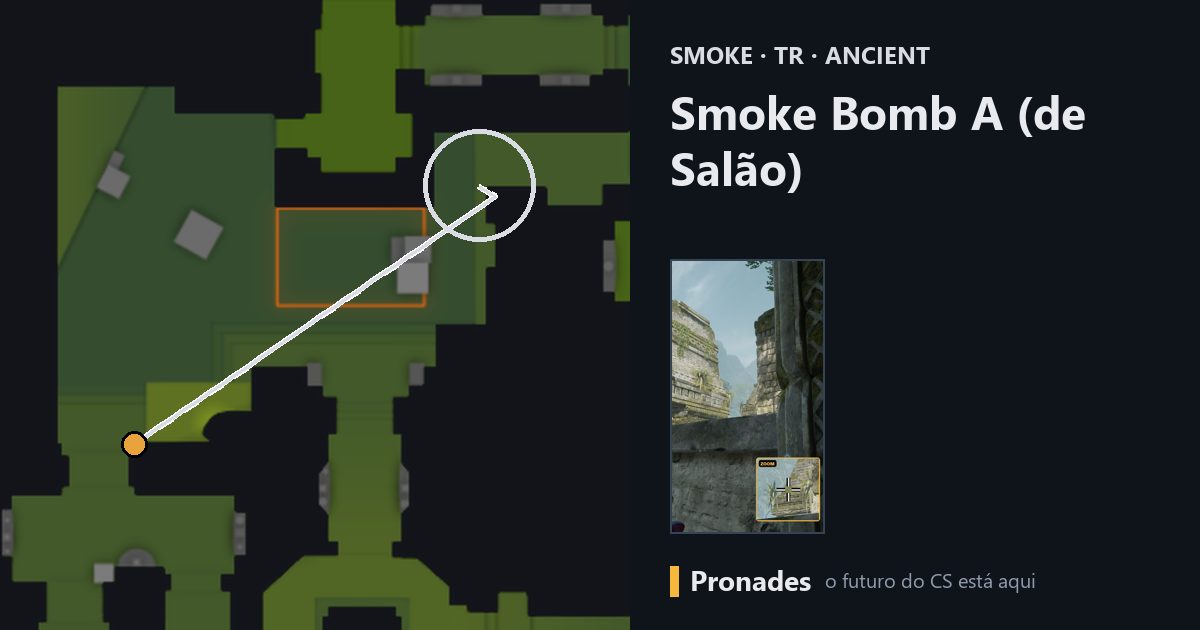 SMOKE · TR · ANCIENT
Smoke Bomb A (de
Salão)
ZOOM
Pronades o futuro do CS está aqui